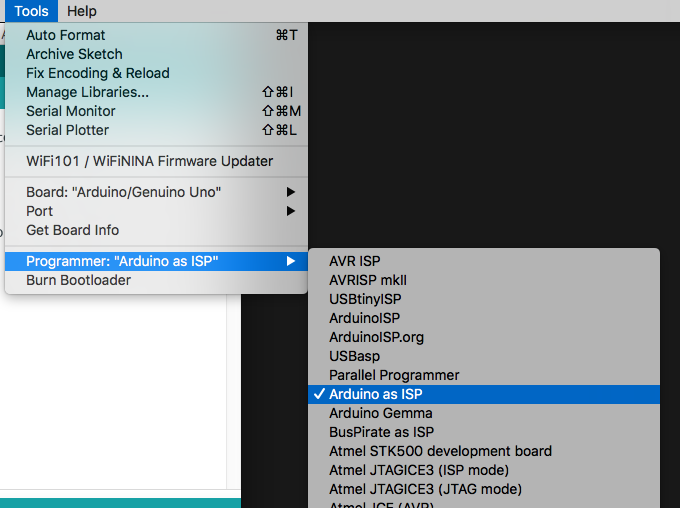 Tools Help
Auto Format ⌘T
Archive Sketch
Fix Encoding & Reload
Manage Libraries... ⇧⌘I
Serial Monitor ⇧⌘M
Serial Plotter ⇧⌘L
WiFi101 / WiFiNINA Firmware Updater
Board: "Arduino/Genuino Uno"
Port
Get Board Info
Programmer: "Arduino as ISP"
Burn Bootloader
AVR ISP
AVRISP mkII
USBtinyISP
ArduinoISP
ArduinoISP.org
USBasp
Parallel Programmer
✓ Arduino as ISP
Arduino Gemma
BusPirate as ISP
Atmel STK500 development board
Atmel JTAGICE3 (ISP mode)
Atmel JTAGICE3 (JTAG mode)
Atmel-ICE (AVR)